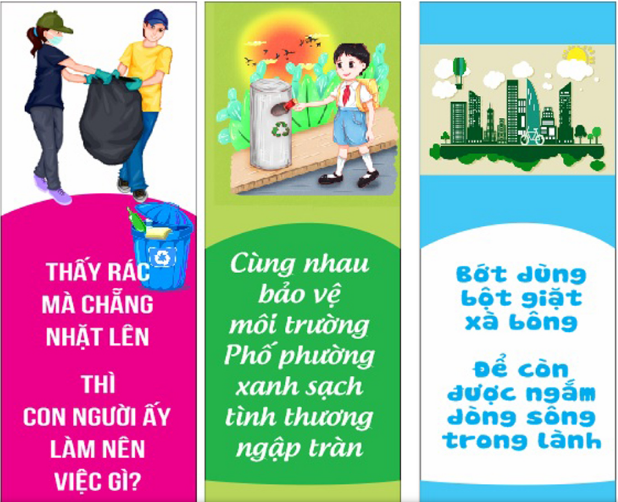 THẤY RÁC
MÀ CHẲNG
NHẶT LÊN
THÌ
CON NGƯỜI ẤY
LÀM NÊN
VIỆC GÌ?
Cùng nhau
bảo vệ
môi trường
Phố phường
xanh sạch
tình thương
ngập tràn
Bớt dùng
bột giặt
xà bông
Để còn
được ngắm
dòng sông
trong lành